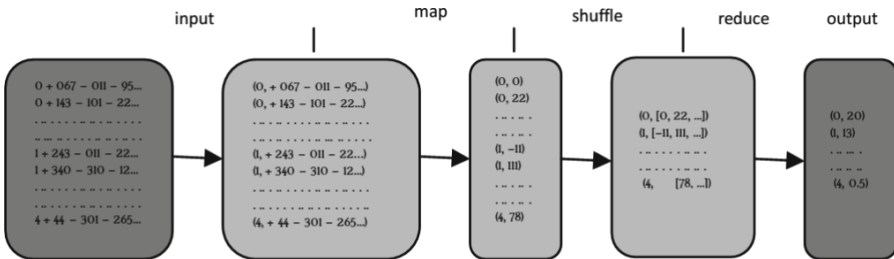 input
map
shuffle
reduce
output
0 + 067 – 011 – 95...
0 + 143 – 101 – 22...
. .. .. . . .. . .. . . . .
.. ... . .. . .. . . .. . . .
1 + 243 – 011 – 22...
1 + 340 – 310 – 12...
. .. .. . . .. . .. . . . .
. .. .. . . .. . .. . . . .
4 + 44 – 301 – 265...
(0, + 067 – 011 – 95...)
(0, + 143 – 101 – 22...)
. .. .. . . .. . .. . .. . ..
. .. .. . . .. . .. . .. . ..
(1, + 243 – 011 – 22....)
(1, + 340 – 310 – 12...)
. .. .. . . .. . .. . .. . ..
. .. .. . . .. . .. . .. . ..
(4, + 44 – 301 – 265...)
(0, 0)
(0, 22)
. .. .. . ..
. .. .. . ..
(1, –11)
(1, 111)
. .. .. . ..
. .. .. . ..
(4, 78)
(0, [0, 22, ...])
(1, [–11, 111, ...])
. .. .. . . .. . ..
(4, [78, ...])
(0, 20)
(1, 13)
. .. ... .
. .. .. ..
(4, 0.5)